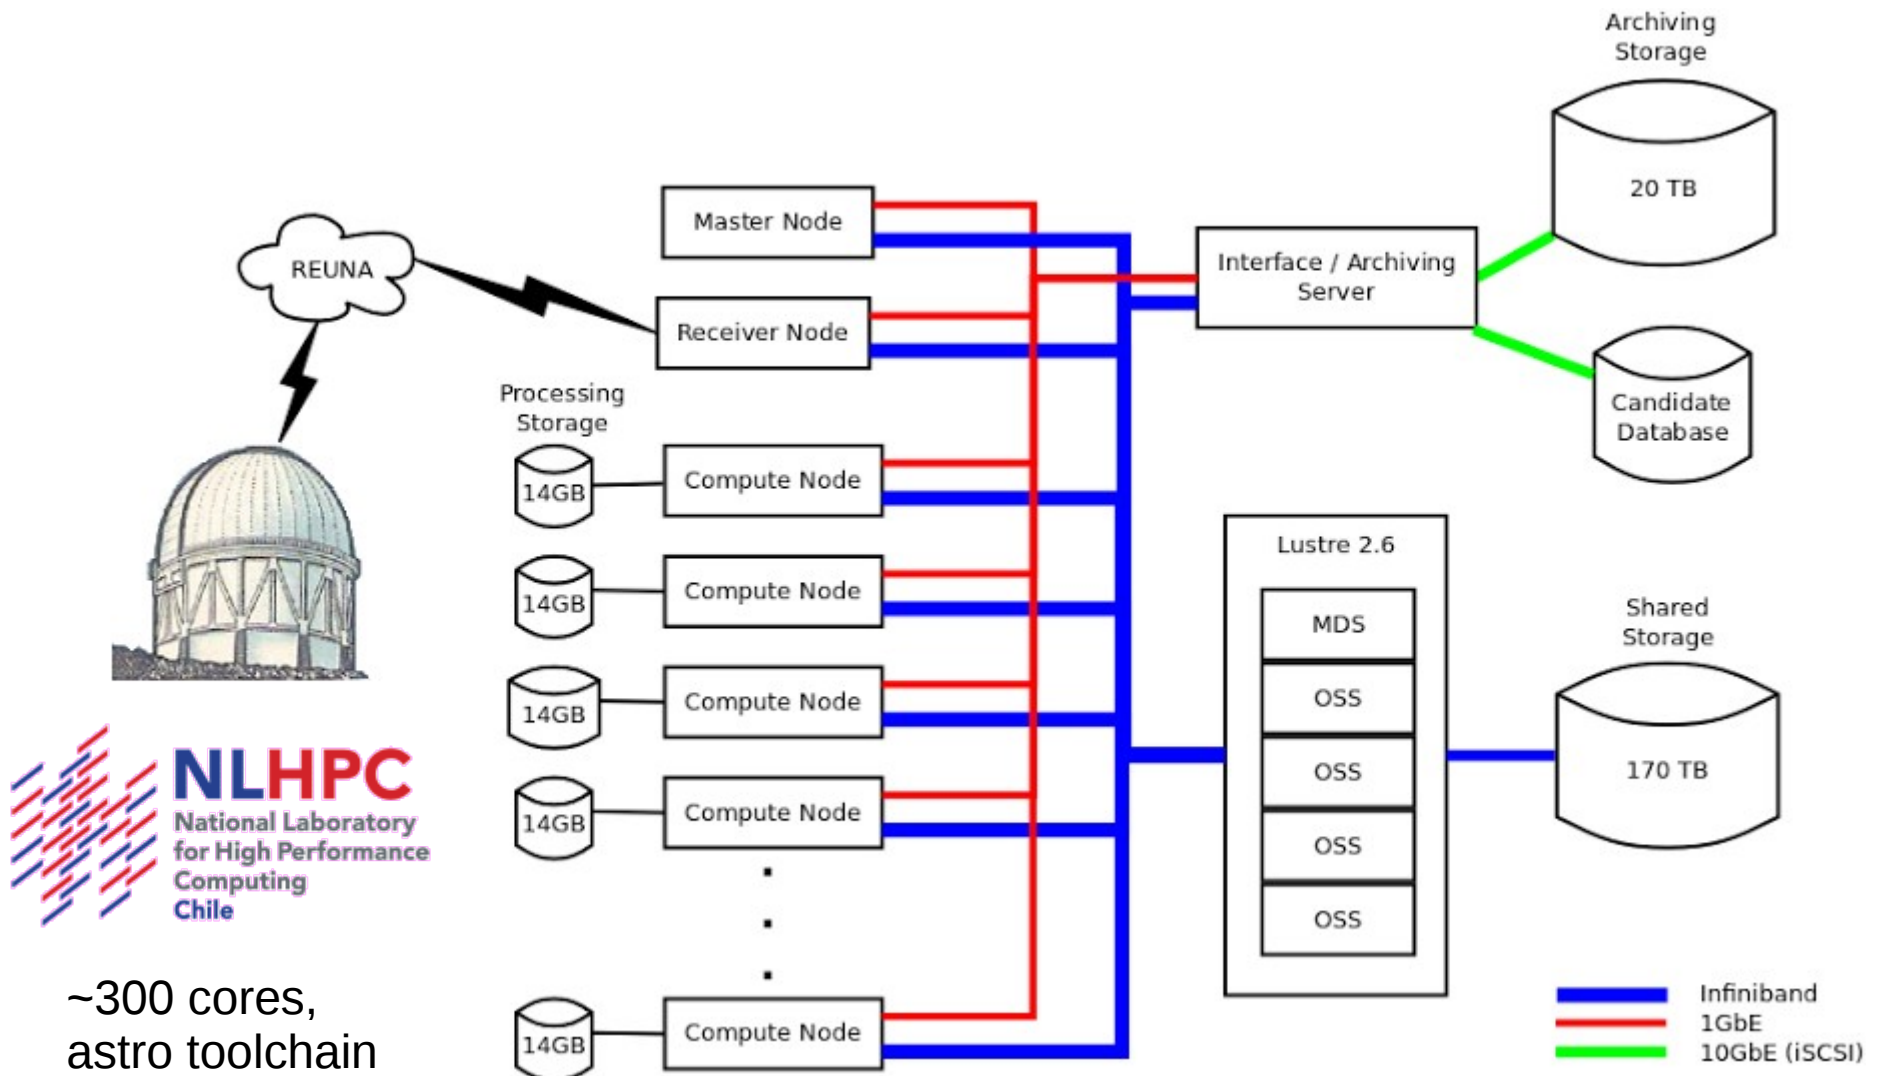 Archiving
Storage
20 TB
Master Node
Interface / Archiving
Server
REUNA
Receiver Node
Candidate
Database
Processing
Storage
14GB
Compute Node
14GB
Compute Node
14GB
Compute Node
14GB
Compute Node
14GB
Compute Node
Lustre 2.6
MDS
OSS
OSS
OSS
OSS
Shared
Storage
170 TB
NLHPC
National Laboratory
for High Performance
Computing
Chile
~300 cores,
astro toolchain
Infiniband
1GbE
10GbE (iSCSI)